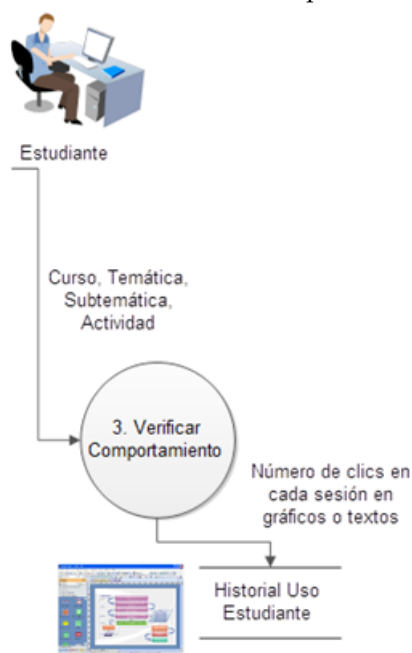 Estudiante
Curso, Temática,
Subtemática,
Actividad
3. Verificar
Comportamiento
Número de clics en
cada sesión en
gráficos o textos
Historial Uso
Estudiante